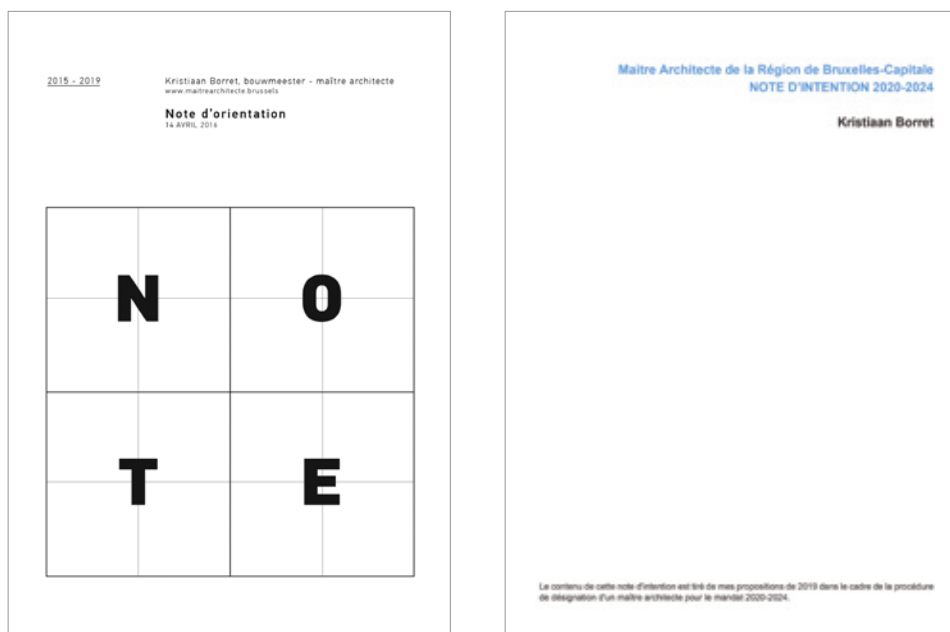 2015 - 2019
Kristiaan Borret, bouwmeester - maître architecte
www.maitrearchitecte.brussels
Note d'orientation
14 AVRIL 2016
N O
T E
Maitre Architecte de la Région de Bruxelles-Capitale
NOTE D'INTENTION 2020-2024
Kristiaan Borret
Le contenu de cette note d'intention est tiré de mes propositions de 2019 dans le cadre de la procédure
de désignation d'un maître architecte pour le mandat 2020-2024.